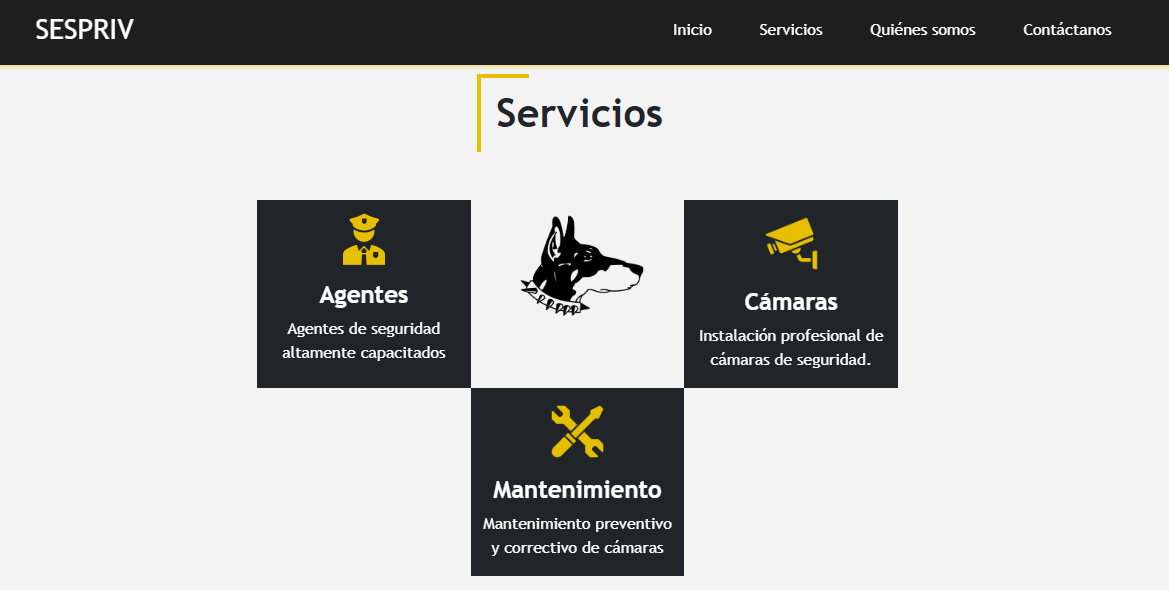 SESPRIV
Inicio
Servicios
Quiénes somos
Contáctanos
Servicios
Agentes
Agentes de seguridad
altamente capacitados
Cámaras
Instalación profesional de
cámaras de seguridad.
Mantenimiento
Mantenimiento preventivo
y correctivo de cámaras